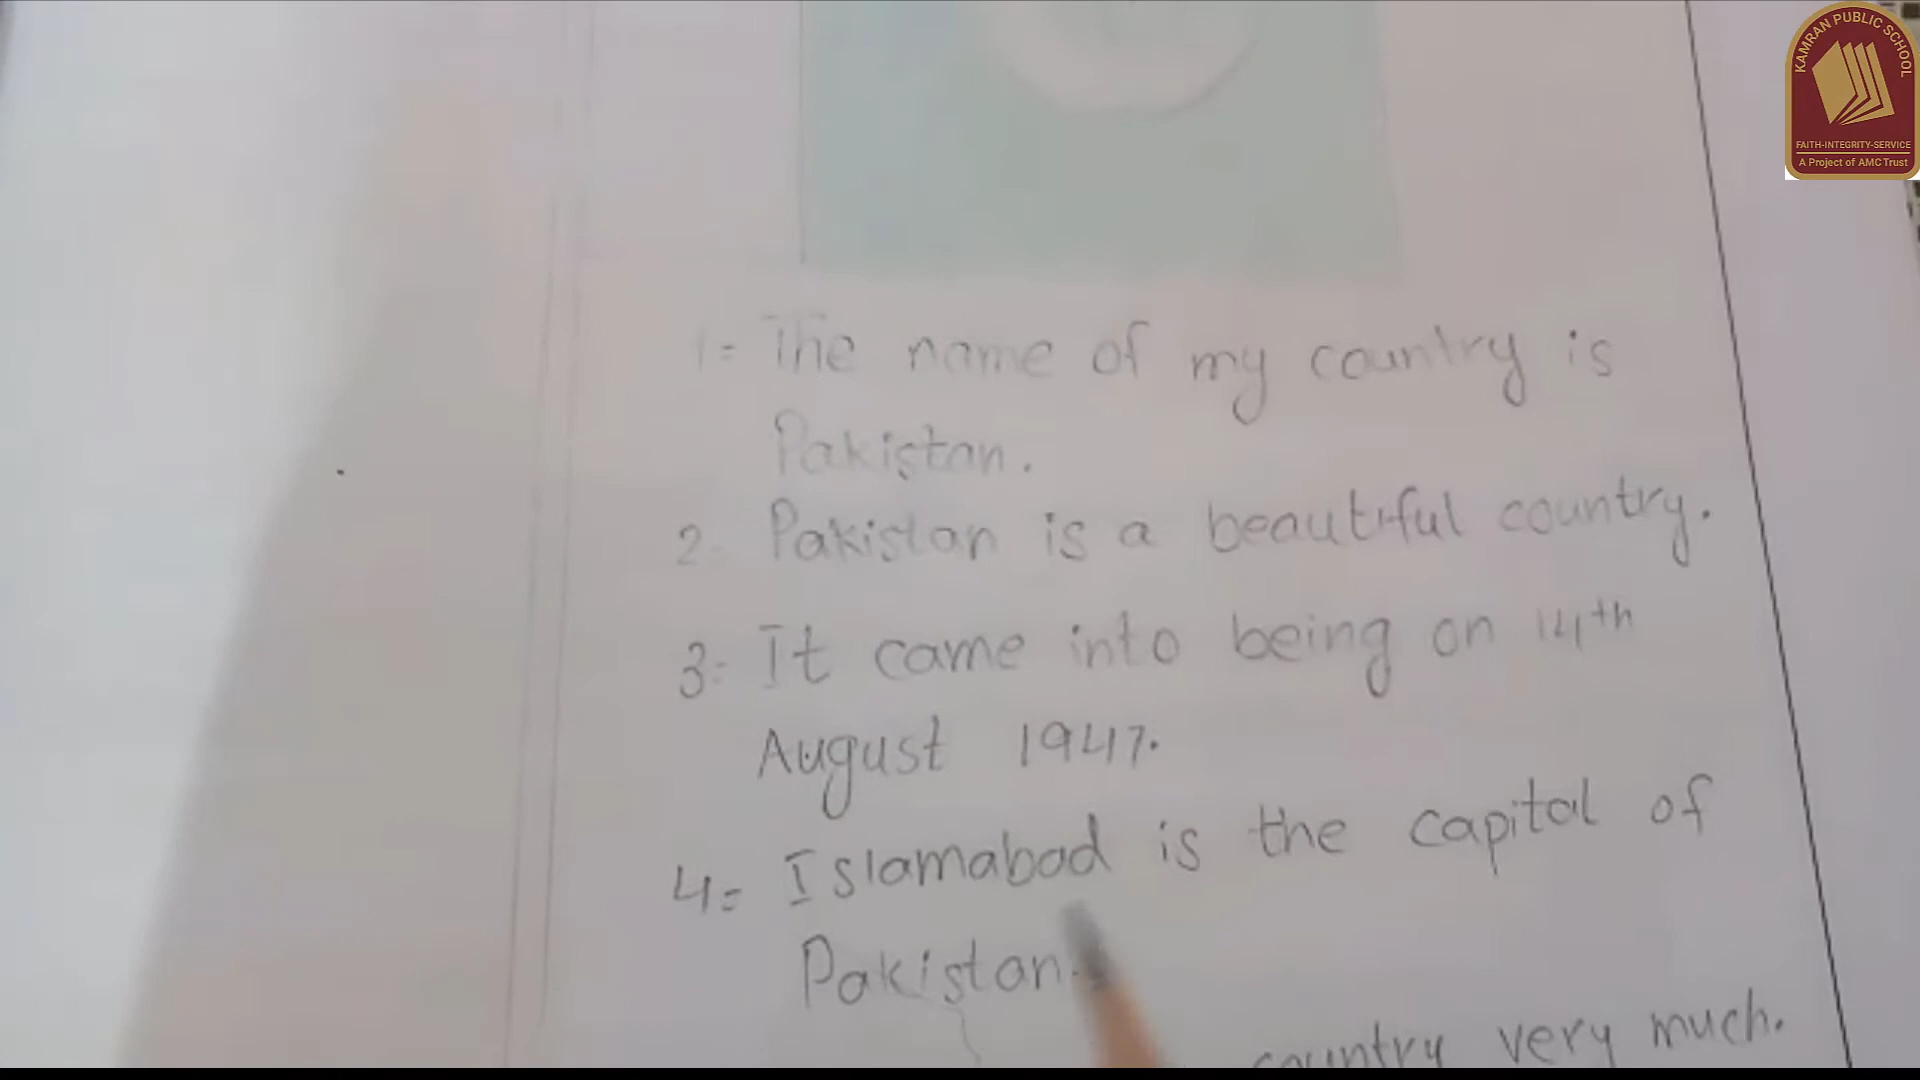 KAMRAN PUBLIC SCHOOL
FAITH-INTEGRITY-SERVICE
A Project of AMC Trust
1= The name of my country is
Pakistan.
2- Pakistan is a beautiful country.
3= It came into being on 14th
August 1947.
4= Islamabad is the capital of
Pakistan.
country very much.